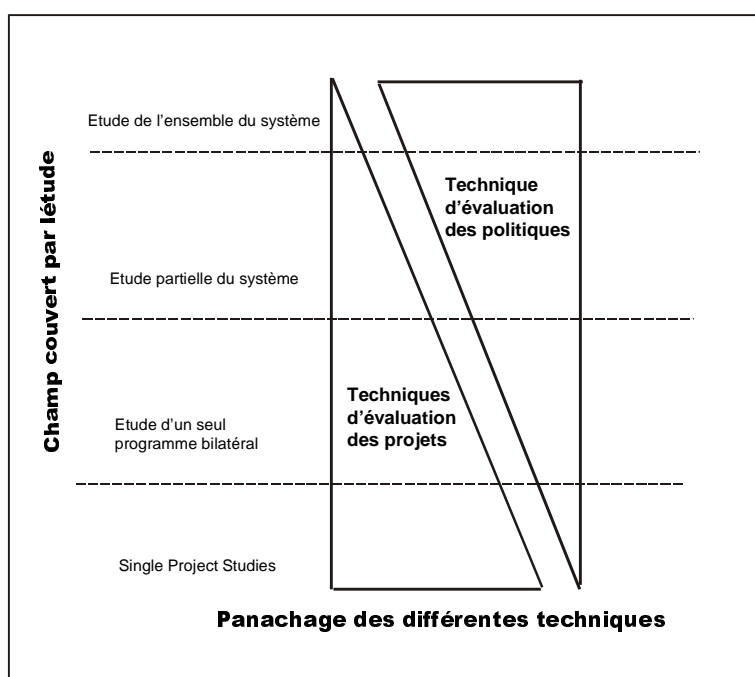 Etude de l'ensemble du système
Technique
d'évaluation
des politiques
Champ couvert par létude
Etude partielle du système
Techniques
d'évaluation
des projets
Etude d'un seul
programme bilatéral
Single Project Studies
Panachage des différentes techniques